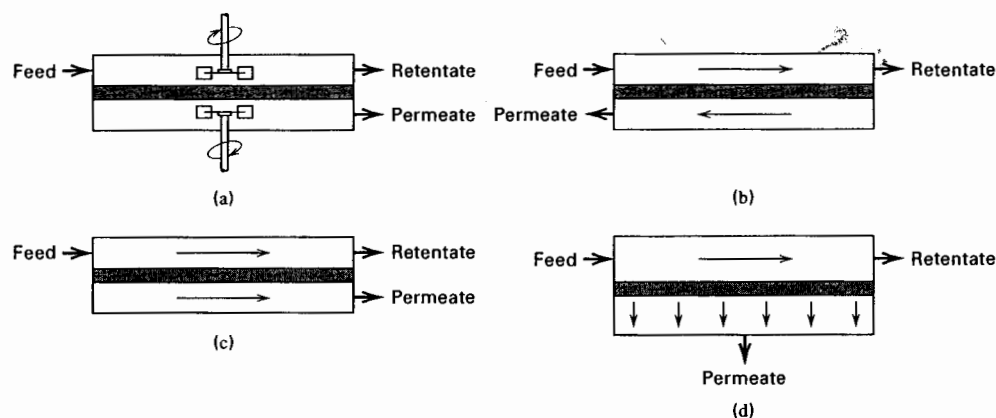 Feed
Retentate
Permeate
(a)
Feed
Retentate
Permeate
(b)
Feed
Retentate
Permeate
(c)
Feed
Retentate
Permeate
(d)